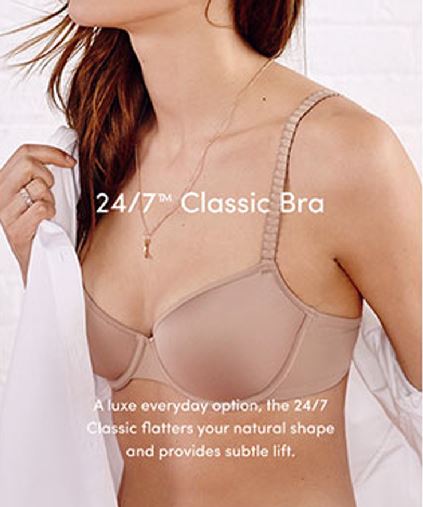 24/7™ Classic Bra
A luxe everyday option, the 24/7
Classic flatters your natural shape
and provides subtle lift.